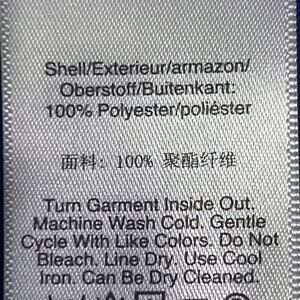 Shell/Exterieur/armazon/
Oberstoff/Buitenkant:
100% Polyester/poliéster
面料: 100% 聚酯纤维
Turn Garment Inside Out.
Machine Wash Cold. Gentle
Cycle With Like Colors. Do Not
Bleach. Line Dry. Use Cool
Iron. Can Be Dry Cleaned.